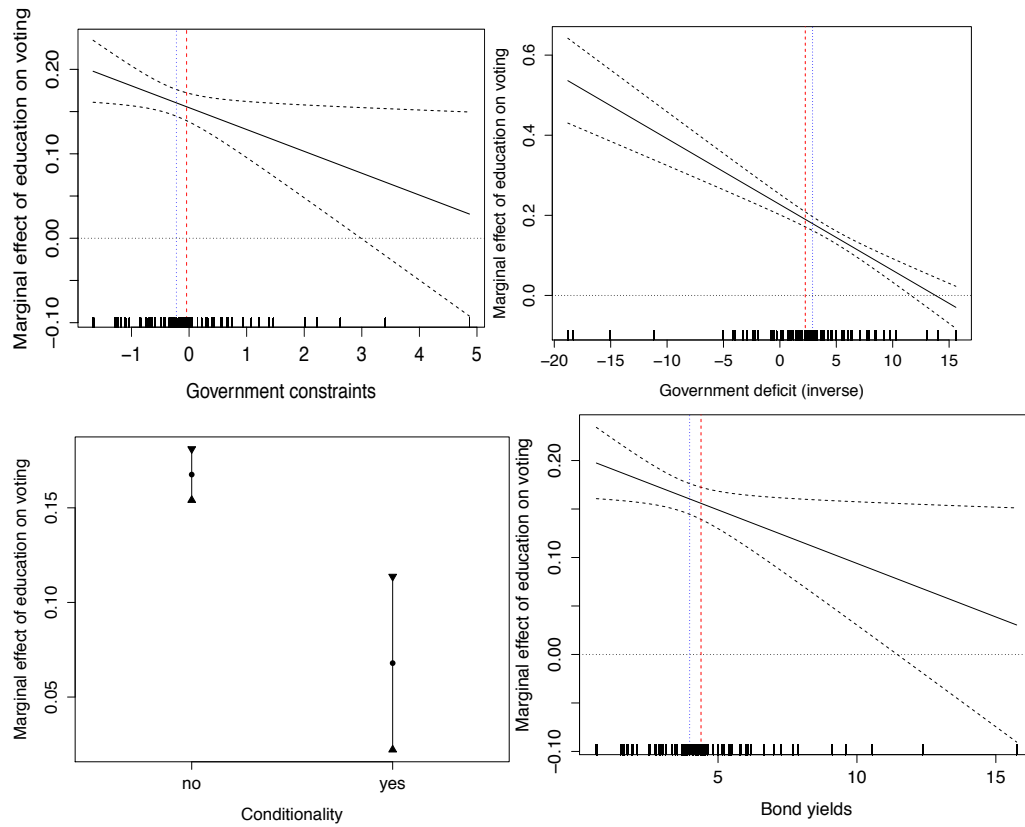 Marginal effect of education on voting
0.20
0.10
0.00
−0.10
−1 0 1 2 3 4 5
Government constraints
Marginal effect of education on voting
0.6
0.4
0.2
0.0
−20 −15 −10 −5 0 5 10 15
Government deficit (inverse)
Marginal effect of education on voting
0.15
0.10
0.05
no yes
Conditionality
Marginal effect of education on voting
0.20
0.10
0.00
−0.10
5 10 15
Bond yields